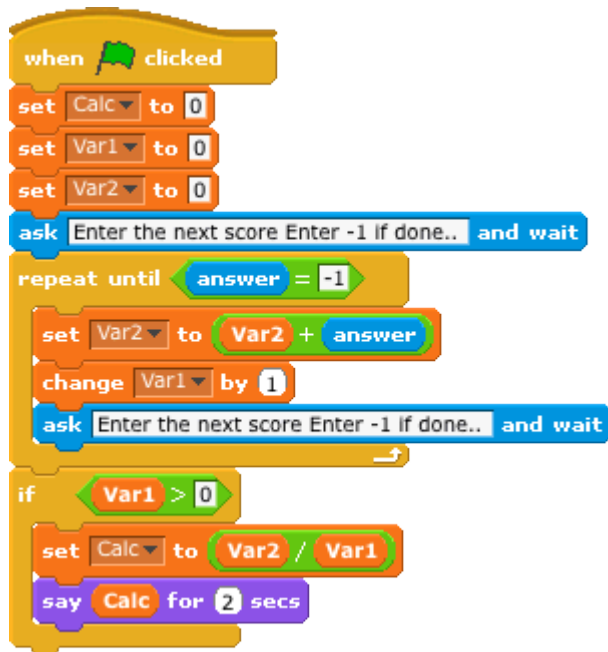 when clicked
set Calc to 0
set Var1 to 0
set Var2 to 0
ask Enter the next score Enter -1 if done.. and wait
repeat until answer = -1
set Var2 to Var2 + answer
change Var1 by 1
ask Enter the next score Enter -1 if done.. and wait
if Var1 > 0
set Calc to Var2 / Var1
say Calc for 2 secs